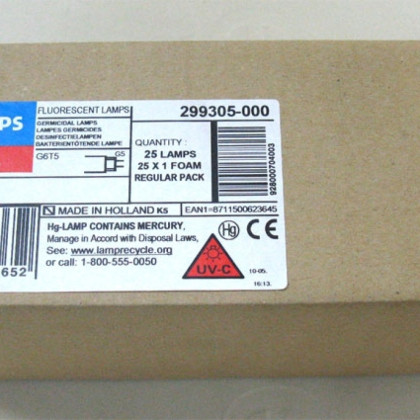 PS
FLUORESCENT LAMPS
299305-000
GERMICIDAL LAMPS
LAMPES GERMICIDES
DESINFECTIELAMPEN
BAKTERIENTÖTENDE LAMPE
G6T5
G5
QUANTITY :
25 LAMPS
25 X 1 FOAM
REGULAR PACK
928000704003
MADE IN HOLLAND K5
EAN1=8711500623645
Hg-LAMP CONTAINS MERCURY,
Manage in Accord with Disposal Laws,
See: www.lamprecycle.org
or call: 1-800-555-0050
Hg
UV-C
10-05.
16:13.
652